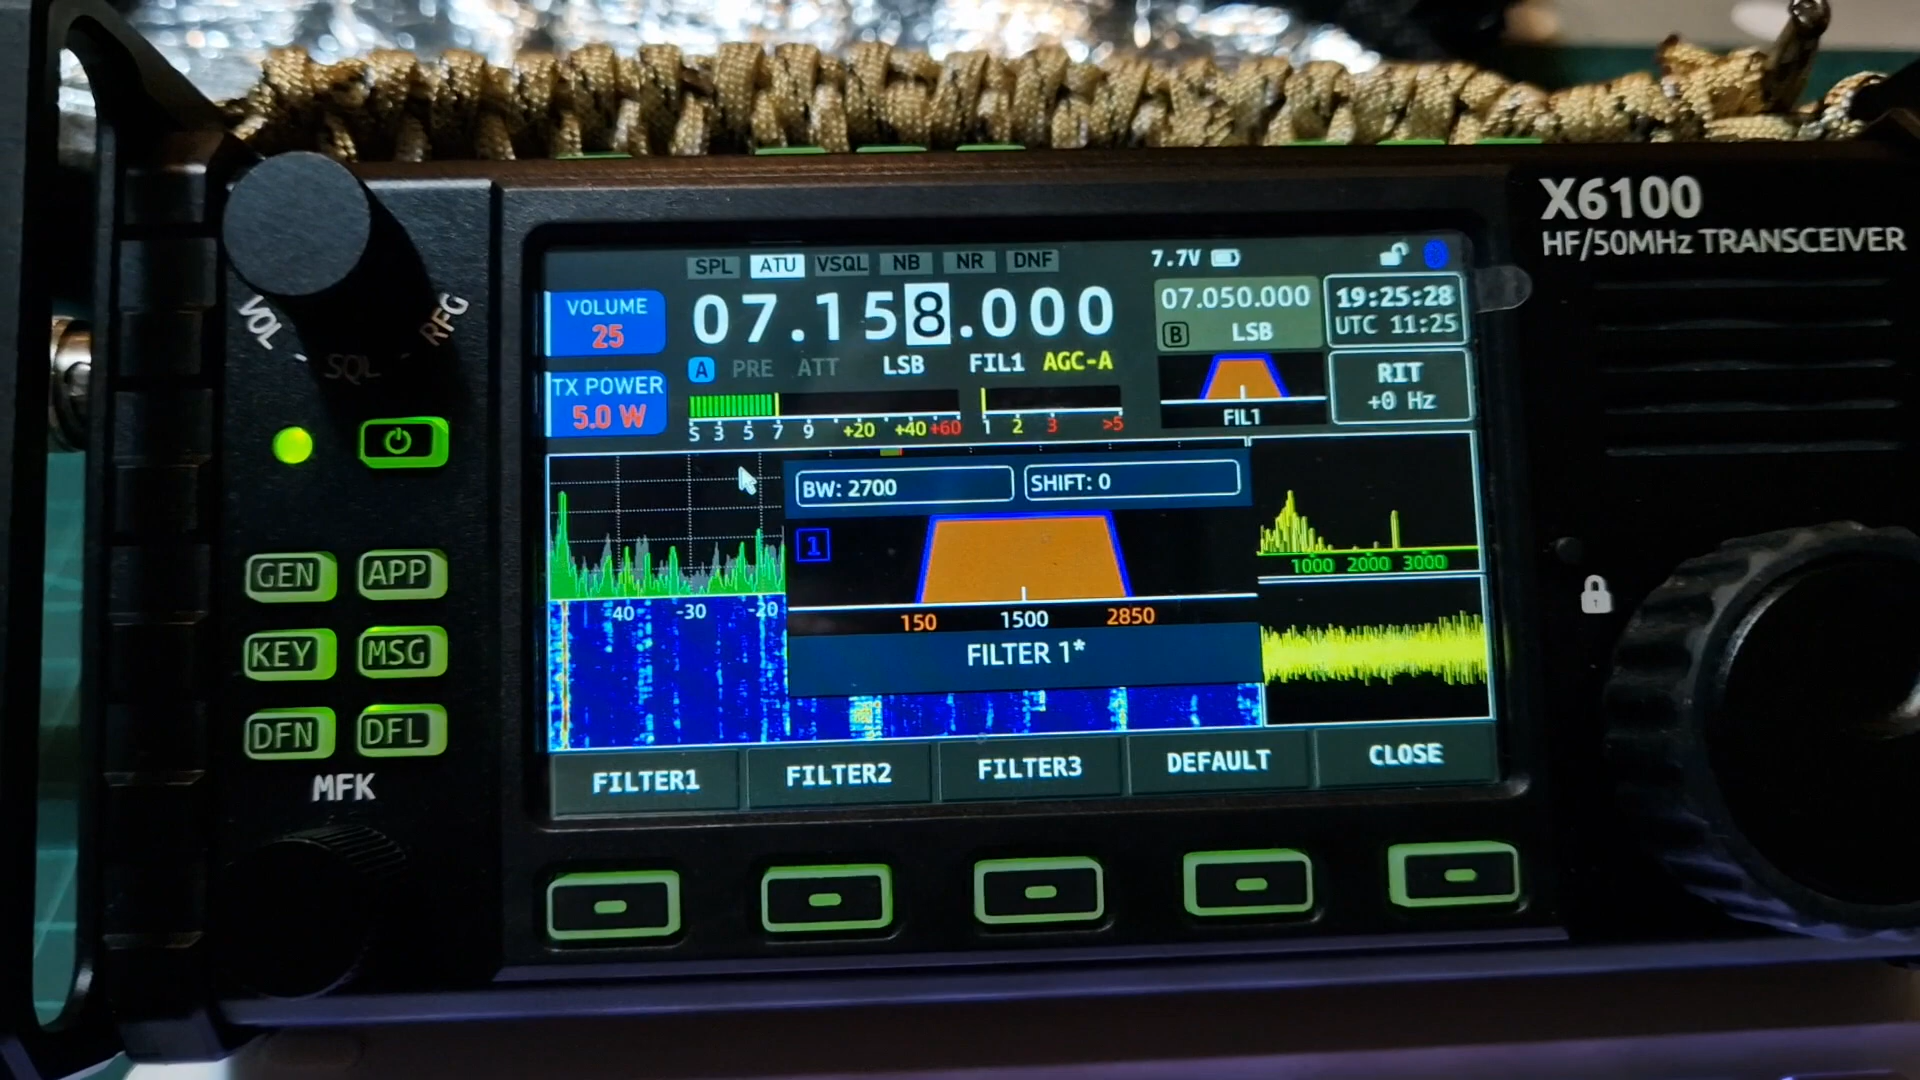 X6100
HF/50MHz TRANSCEIVER
SPL ATU VSQL NB NR DNF
7.7V
VOLUME
25
07.158.000
07.050.000
B LSB
19:25:28
UTC 11:25
A PRE ATT LSB FIL1 AGC-A
TX POWER
5.0 W
S 3 5 7 9 +20 +40 +60
1 2 3 >5
FIL1
RIT
+0 Hz
VOL
SQL
RFG
BW: 2700
SHIFT: 0
1
150 1500 2850
FILTER 1*
40 -30 -20
1000 2000 3000
GEN APP
KEY MSG
DFN DFL
MFK
FILTER1 FILTER2 FILTER3 DEFAULT CLOSE